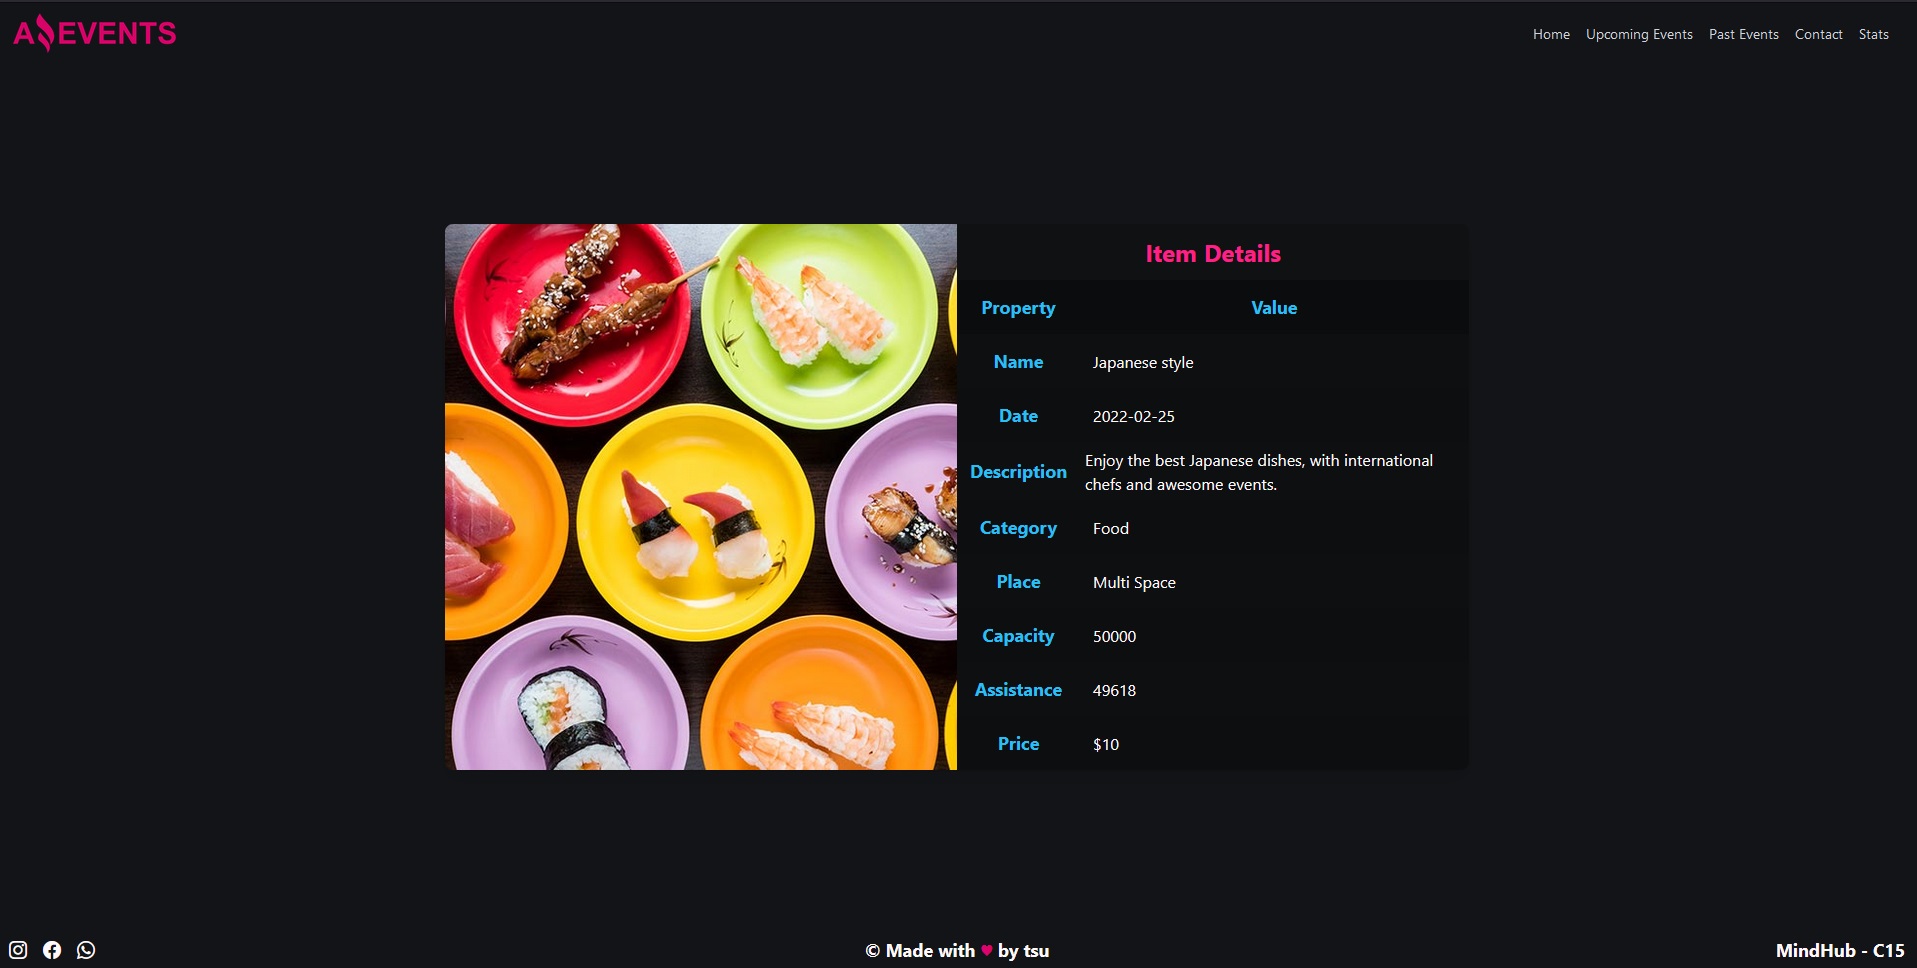 A EVENTS
Home Upcoming Events Past Events Contact Stats
Item Details
Property Value
Name Japanese style
Date 2022-02-25
Description Enjoy the best Japanese dishes, with international
chefs and awesome events.
Category Food
Place Multi Space
Capacity 50000
Assistance 49618
Price $10
© Made with ♥ by tsu
MindHub - C15